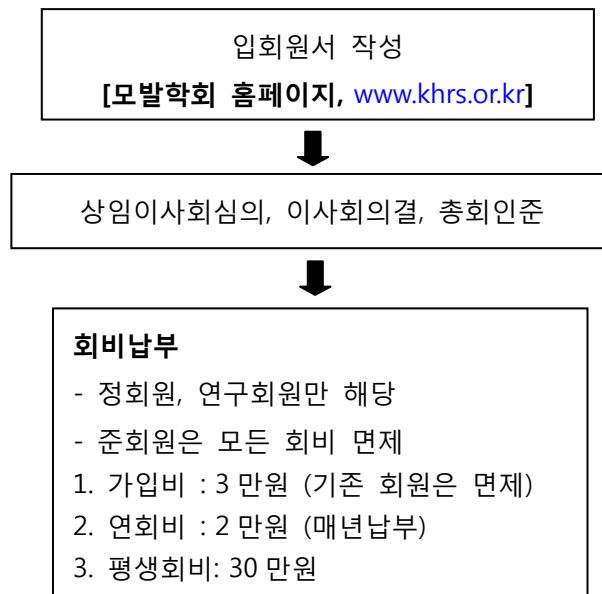 입회원서 작성
[모발학회 홈페이지, www.khrs.or.kr]
상임이사회심의, 이사회의결, 총회인준
회비납부
- 정회원, 연구회원만 해당
- 준회원은 모든 회비 면제
1. 가입비 : 3 만원 (기존 회원은 면제)
2. 연회비 : 2 만원 (매년납부)
3. 평생회비: 30 만원